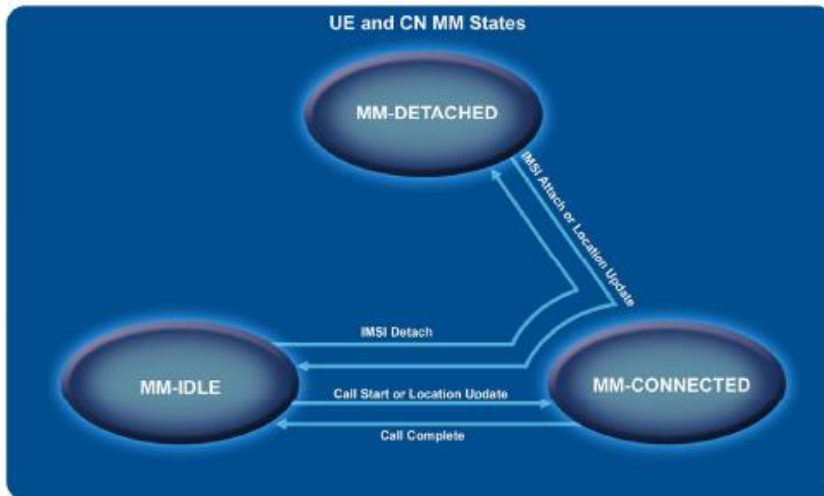 UE and CN MM States
MM-DETACHED
IMSI Attach or Location Update
IMSI Detach
MM-IDLE
Call Start or Location Update
MM-CONNECTED
Call Complete